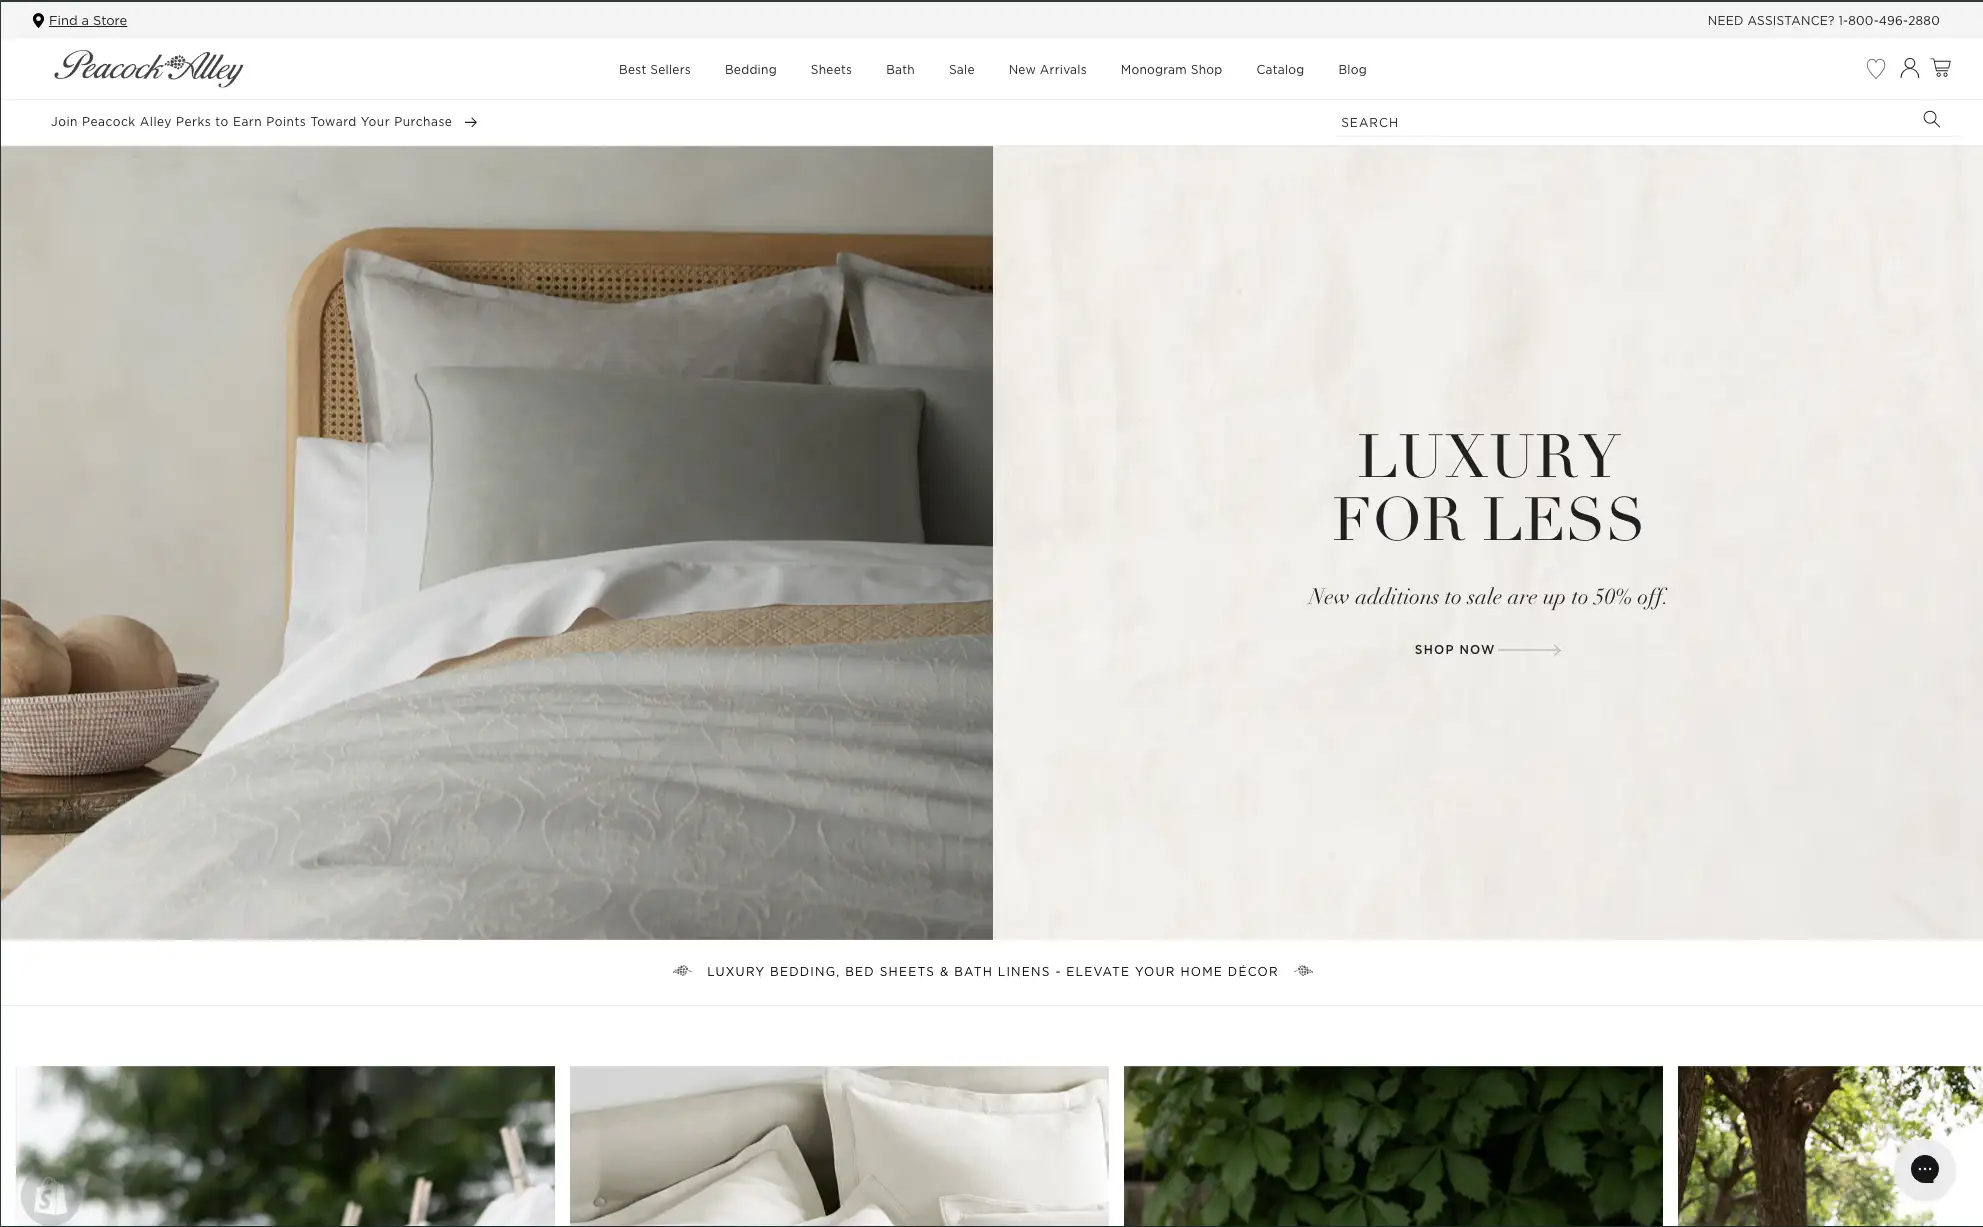 Find a Store
NEED ASSISTANCE? 1-800-496-2880
Peacock Alley
Best Sellers
Bedding
Sheets
Bath
Sale
New Arrivals
Monogram Shop
Catalog
Blog
Join Peacock Alley Perks to Earn Points Toward Your Purchase
SEARCH
LUXURY
FOR LESS
New additions to sale are up to 50% off.
SHOP NOW
LUXURY BEDDING, BED SHEETS & BATH LINENS - ELEVATE YOUR HOME DÉCOR